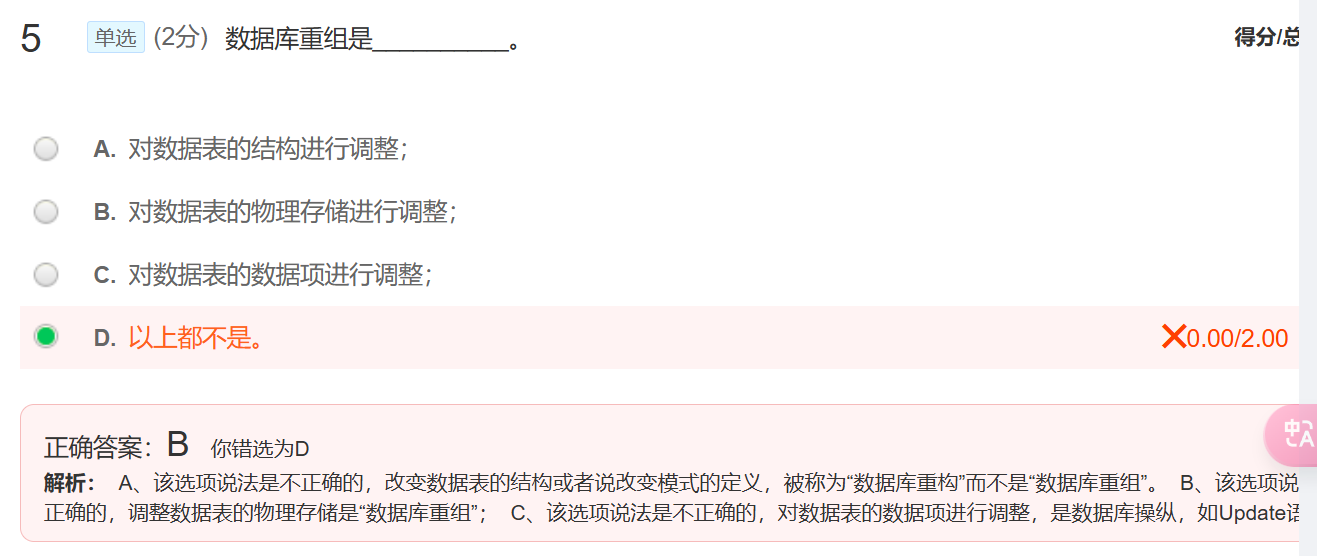 5 单选 (2分) 数据库重组是___________。 得分/总
A. 对数据表的结构进行调整；
B. 对数据表的物理存储进行调整；
C. 对数据表的数据项进行调整；
D. 以上都不是。 ❌0.00/2.00
正确答案：B 你错选为D
解析： A、该选项说法是不正确的，改变数据表的结构或者说改变模式的定义，被称为“数据库重构”而不是“数据库重组”。 B、该选项说
正确的，调整数据表的物理存储是“数据库重组”； C、该选项说法是不正确的，对数据表的数据项进行调整，是数据库操纵，如Update语
中A